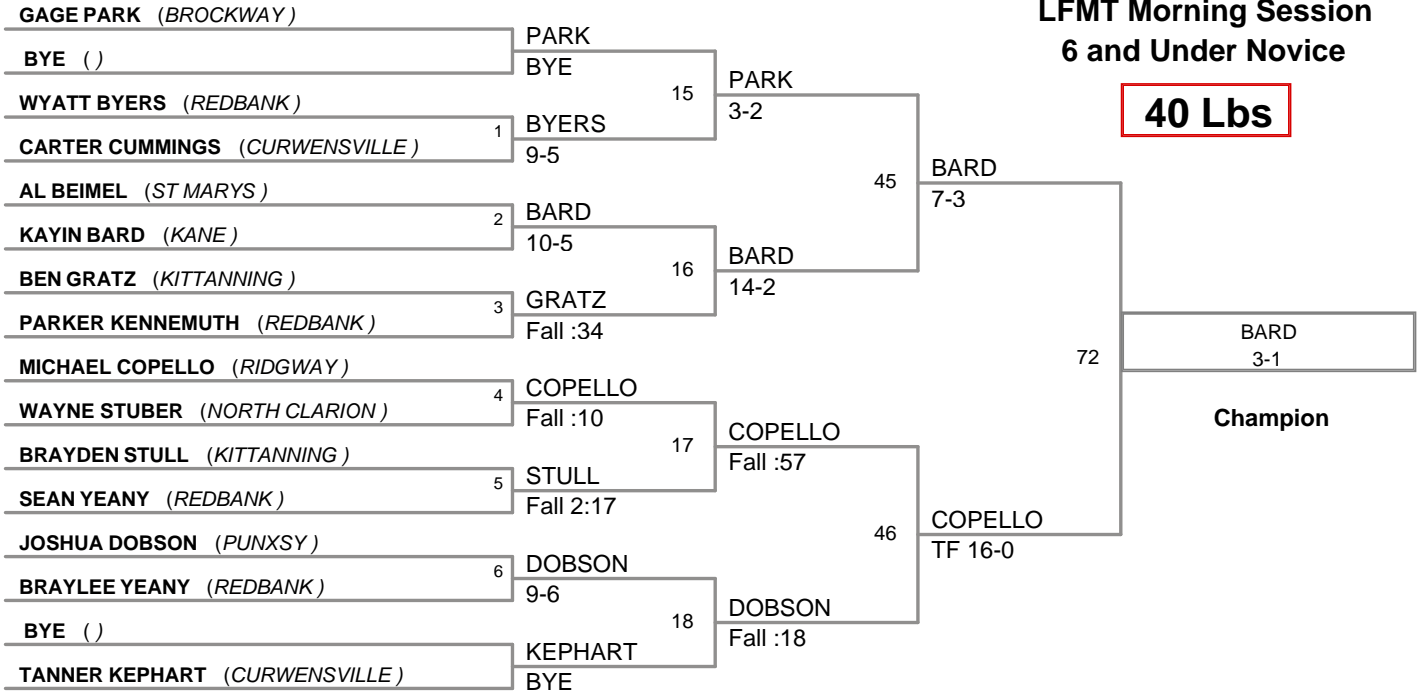 LFMT Morning Session
6 and Under Novice
40 Lbs
GAGE PARK (BROCKWAY )
BYE ( )
WYATT BYERS (REDBANK )
CARTER CUMMINGS (CURWENSVILLE )
AL BEIMEL (ST MARYS )
KAYIN BARD (KANE )
BEN GRATZ (KITTANNING )
PARKER KENNEMUTH (REDBANK )
MICHAEL COPELLO (RIDGWAY )
WAYNE STUBER (NORTH CLARION )
BRAYDEN STULL (KITTANNING )
SEAN YEANY (REDBANK )
JOSHUA DOBSON (PUNXSY )
BRAYLEE YEANY (REDBANK )
BYE ( )
TANNER KEPHART (CURWENSVILLE )
PARK
BYE
1
BYERS
9-5
2
BARD
10-5
3
GRATZ
Fall :34
4
COPELLO
Fall :10
5
STULL
Fall 2:17
6
DOBSON
9-6
KEPHART
BYE
15
PARK
3-2
16
BARD
14-2
17
COPELLO
Fall :57
18
DOBSON
Fall :18
45
BARD
7-3
46
COPELLO
TF 16-0
72
BARD
3-1
Champion